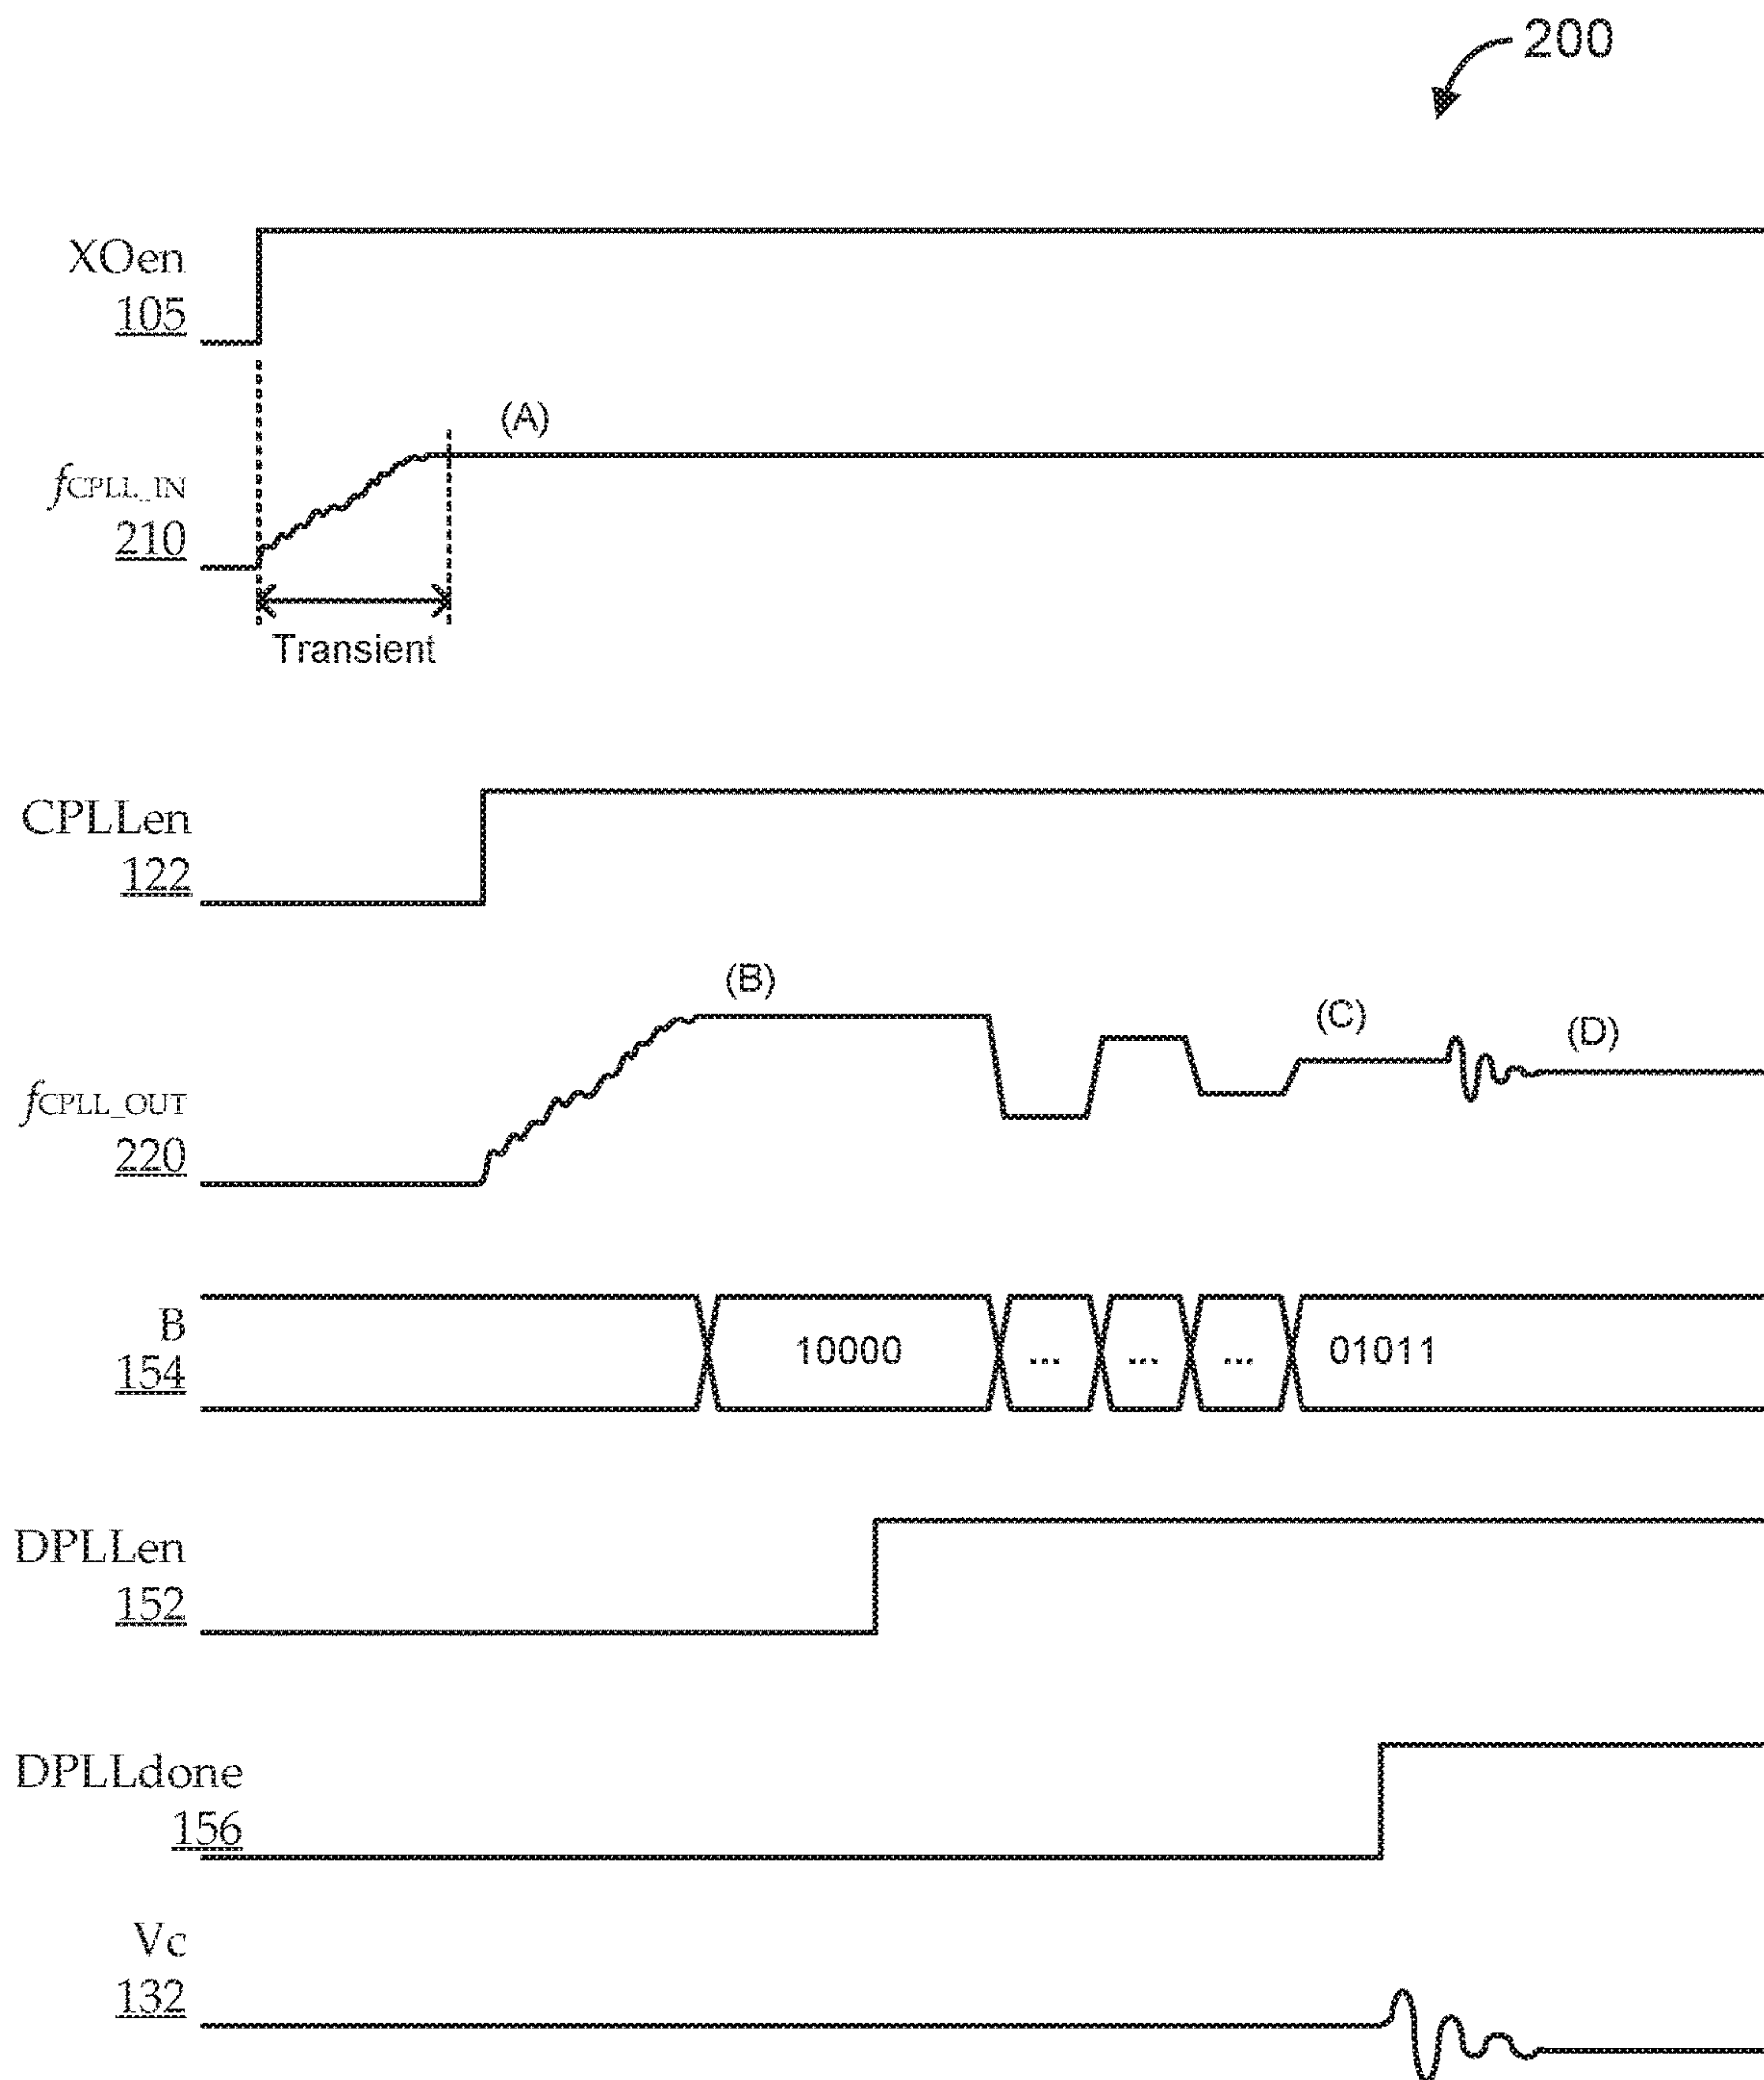 200
XOen
105
(A)
fCPLL_IN
210
Transient
CPLLen
122
(B)
(C)
(D)
fCPLL_OUT
220
B
154
10000
...
...
...
01011
DPLLen
152
DPLLdone
156
Vc
132